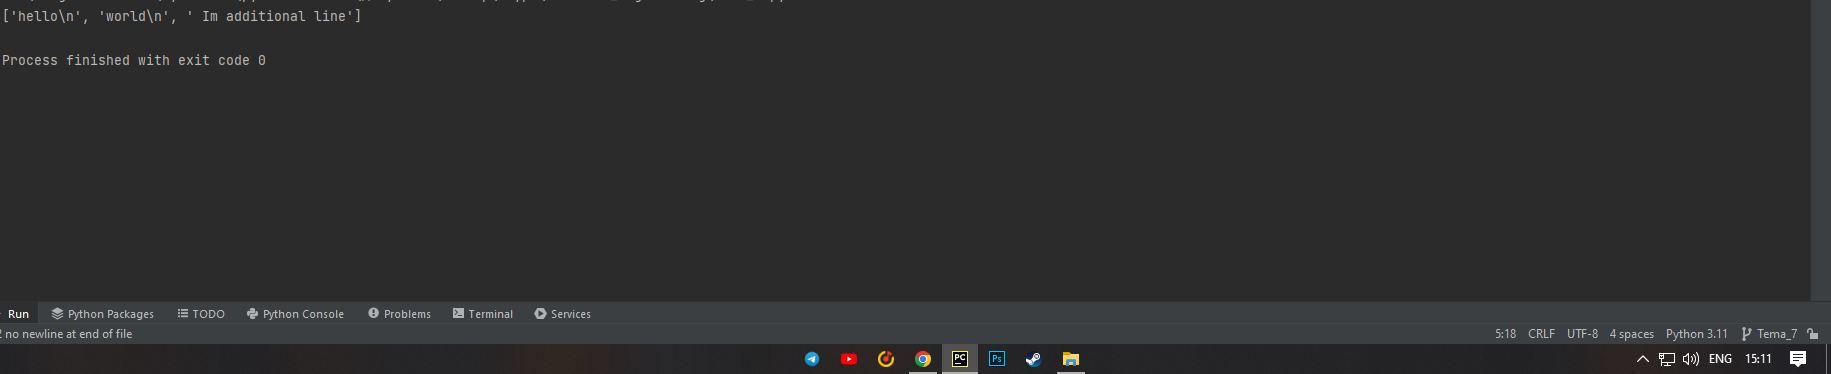 ['hello\n', 'world\n', ' Im additional line']
Process finished with exit code 0
Run Python Packages TODO Python Console Problems Terminal Services
no newline at end of file 5:18 CRLF UTF-8 4 spaces Python 3.11 Tema_7
PC Ps ENG 15:11